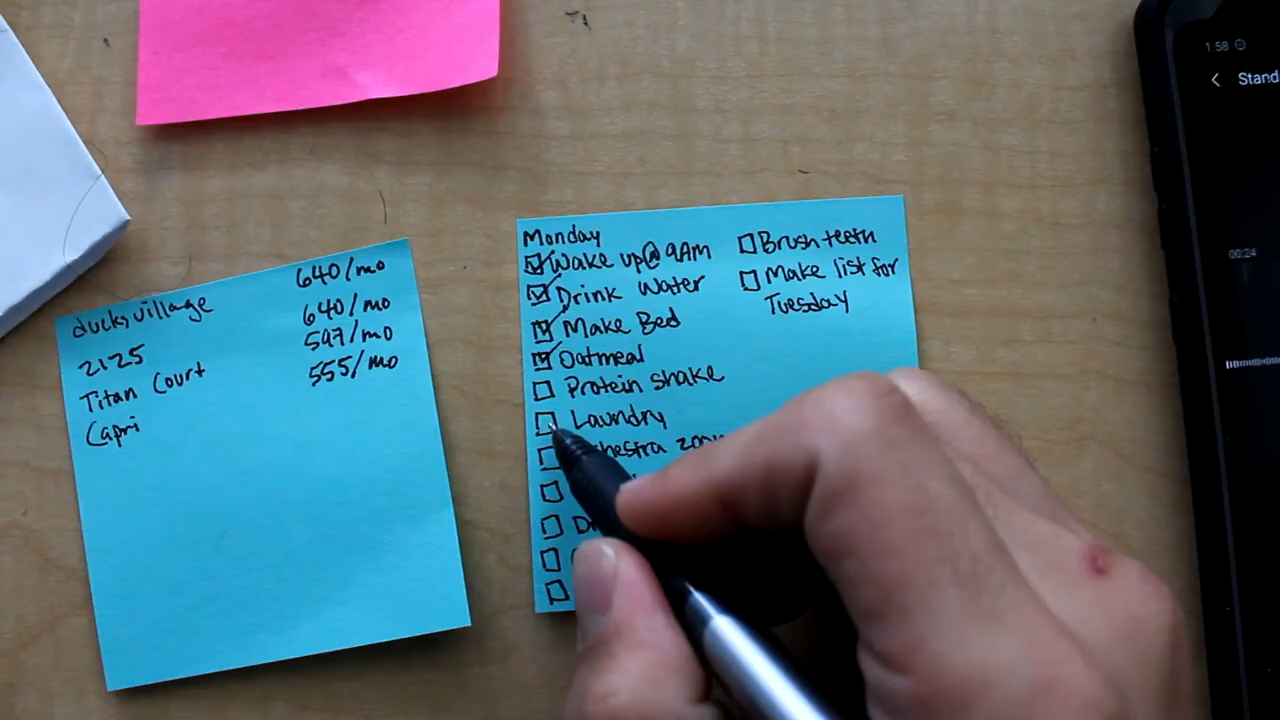 ducks village 640/mo
2125 640/mo
Titan Court 597/mo
Capri 555/mo
Monday
Wake up@9AM
Drink Water
Make Bed
Oatmeal
Protein shake
Laundry
Brush teeth
Make list for
Tuesday
1:58
Stand
00:24